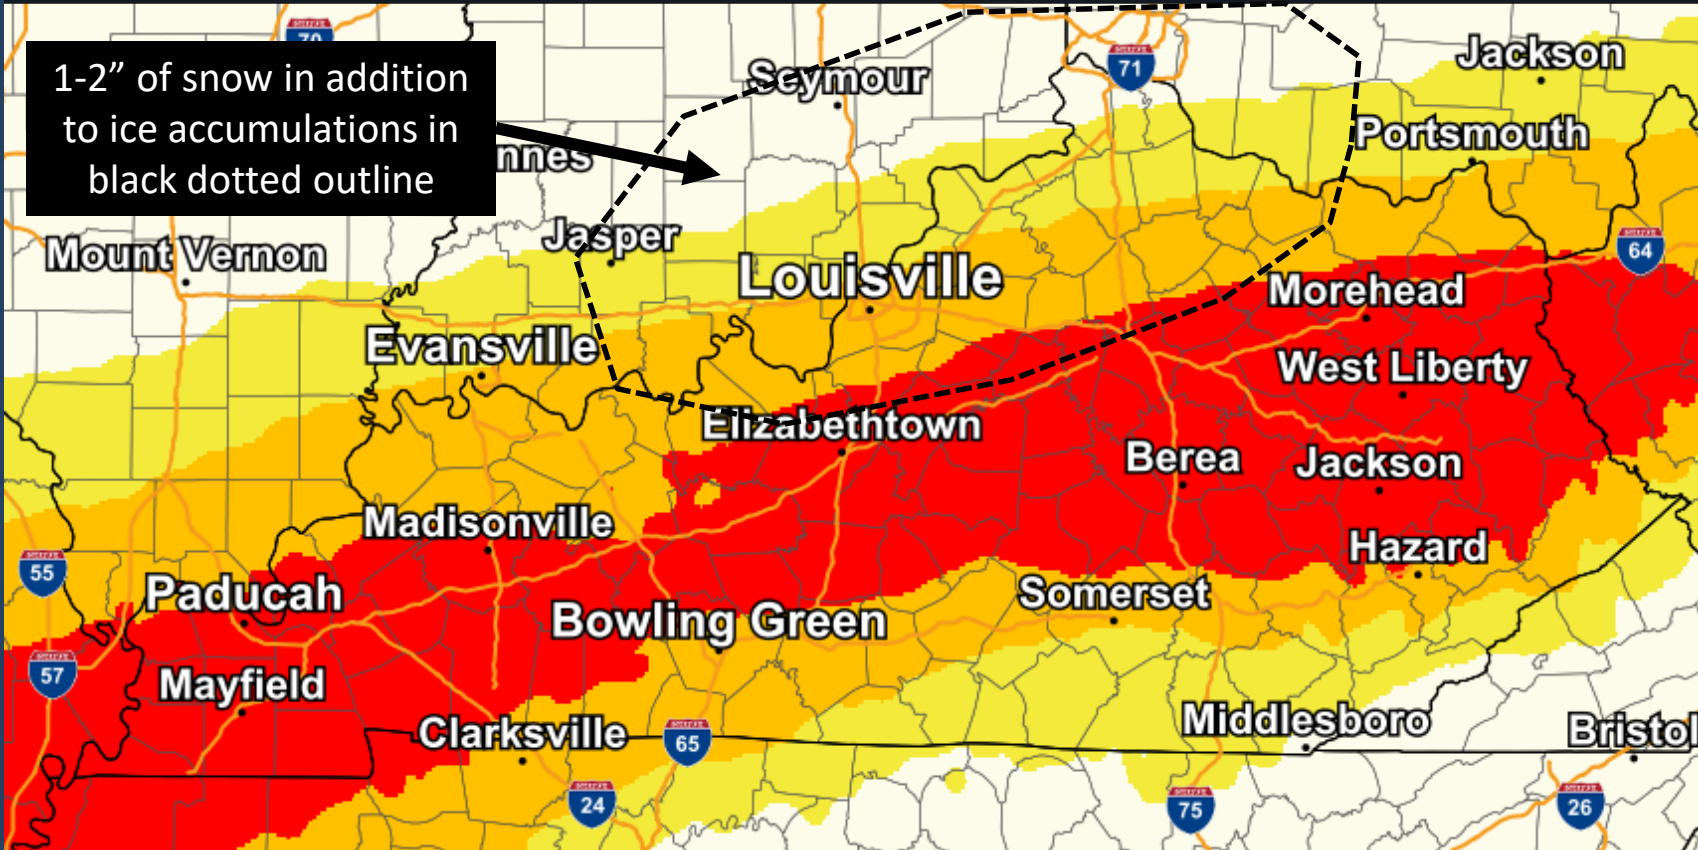 70
1-2” of snow in addition
to ice accumulations in
black dotted outline
nnes
Seymour
71
Jackson
Portsmouth
Jasper
Mount Vernon
Louisville
64
Morehead
Evansville
West Liberty
Elizabethtown
Berea
Jackson
Madisonville
Hazard
55
Paducah
Somerset
Bowling Green
57
Mayfield
Clarksville
65
Middlesboro
Bristol
24
75
26